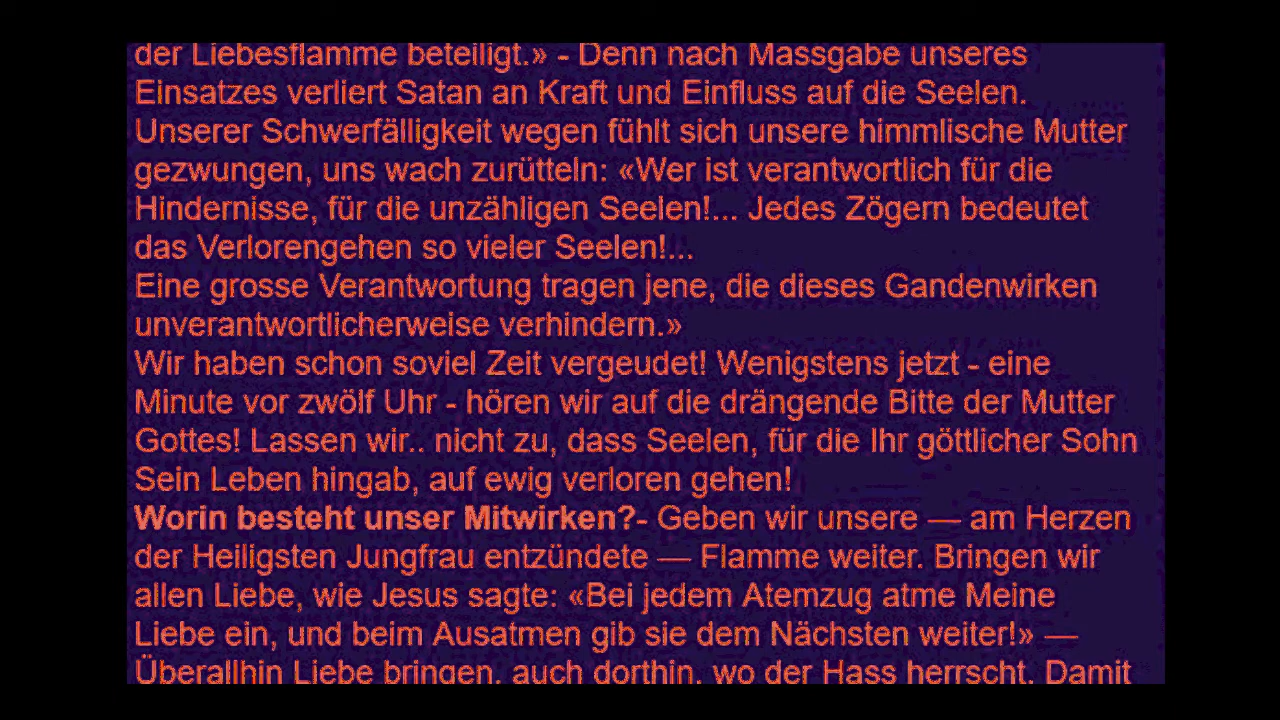 der Liebesflamme beteiligt.» - Denn nach Massgabe unseres
Einsatzes verliert Satan an Kraft und Einfluss auf die Seelen.
Unserer Schwerfälligkeit wegen fühlt sich unsere himmlische Mutter
gezwungen, uns wach zurütteln: «Wer ist verantwortlich für die
Hindernisse, für die unzähligen Seelen!... Jedes Zögern bedeutet
das Verlorengehen so vieler Seelen!...
Eine grosse Verantwortung tragen jene, die dieses Gandenwirken
unverantwortlicherweise verhindern.»
Wir haben schon soviel Zeit vergeudet! Wenigstens jetzt - eine
Minute vor zwölf Uhr - hören wir auf die drängende Bitte der Mutter
Gottes! Lassen wir.. nicht zu, dass Seelen, für die Ihr göttlicher Sohn
Sein Leben hingab, auf ewig verloren gehen!
Worin besteht unser Mitwirken?- Geben wir unsere — am Herzen
der Heiligsten Jungfrau entzündete — Flamme weiter. Bringen wir
allen Liebe, wie Jesus sagte: «Bei jedem Atemzug atme Meine
Liebe ein, und beim Ausatmen gib sie dem Nächsten weiter!» —
Überallhin Liebe bringen, auch dorthin, wo der Hass herrscht. Damit